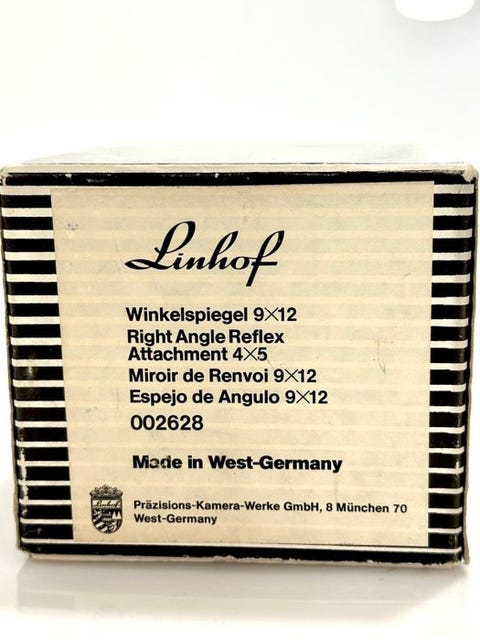 Linhof
Winkelspiegel 9×12
Right Angle Reflex
Attachment 4×5
Miroir de Renvoi 9×12
Espejo de Angulo 9×12
002628
Made in West-Germany
Linhof
Präzisions-Kamera-Werke GmbH, 8 München 70
West-Germany